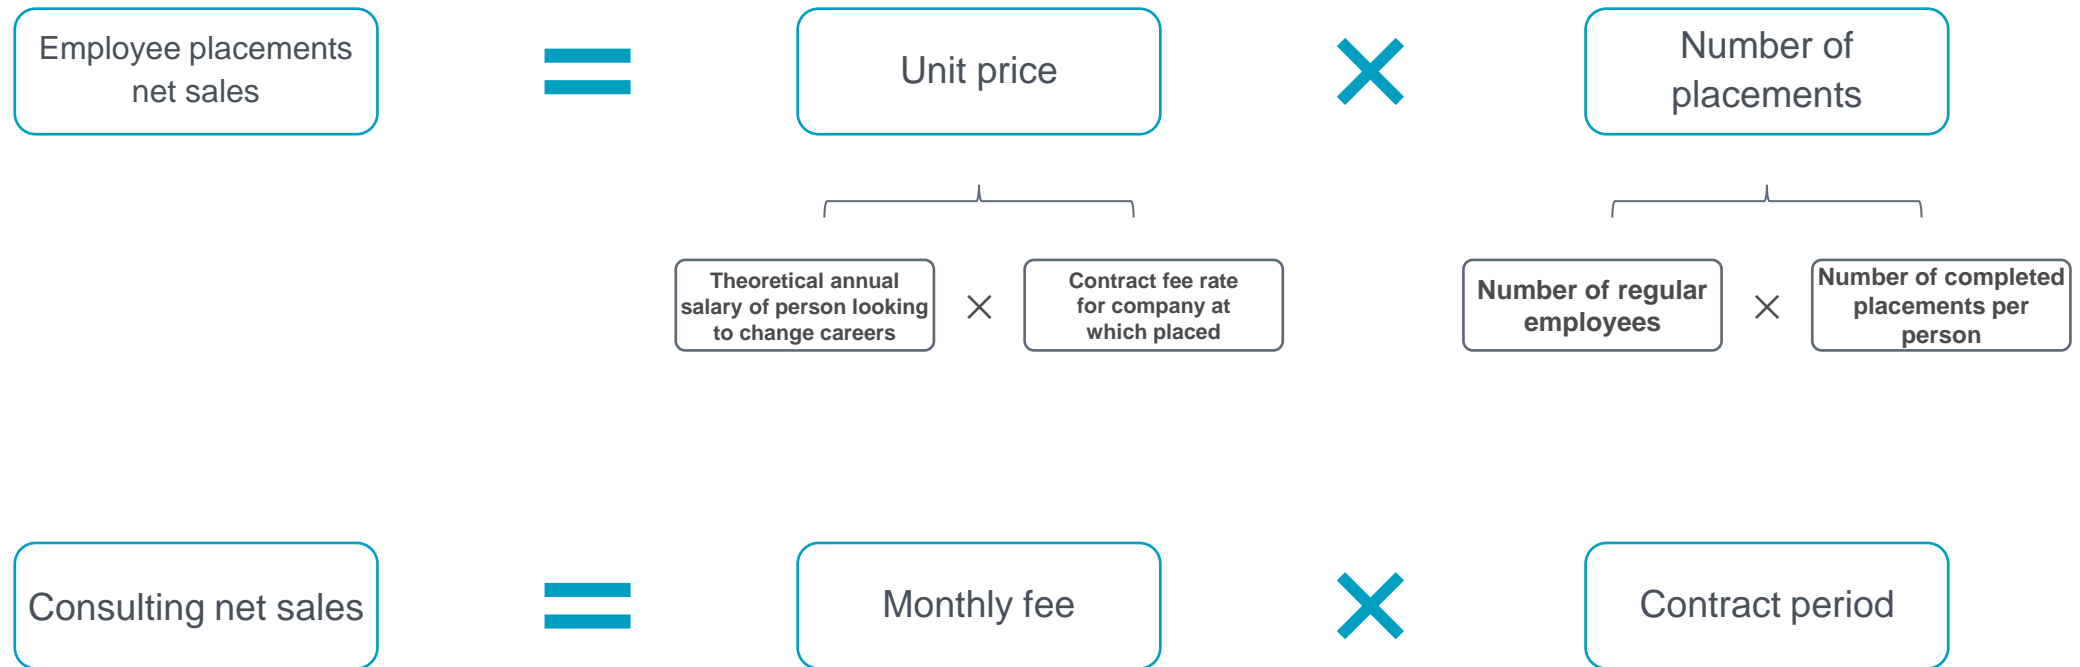 Employee placements
net sales
Unit price
Number of
placements
Theoretical annual
salary of person looking
to change careers
Contract fee rate
for company at
which placed
Number of regular
employees
Number of completed
placements per
person
Consulting net sales
Monthly fee
Contract period